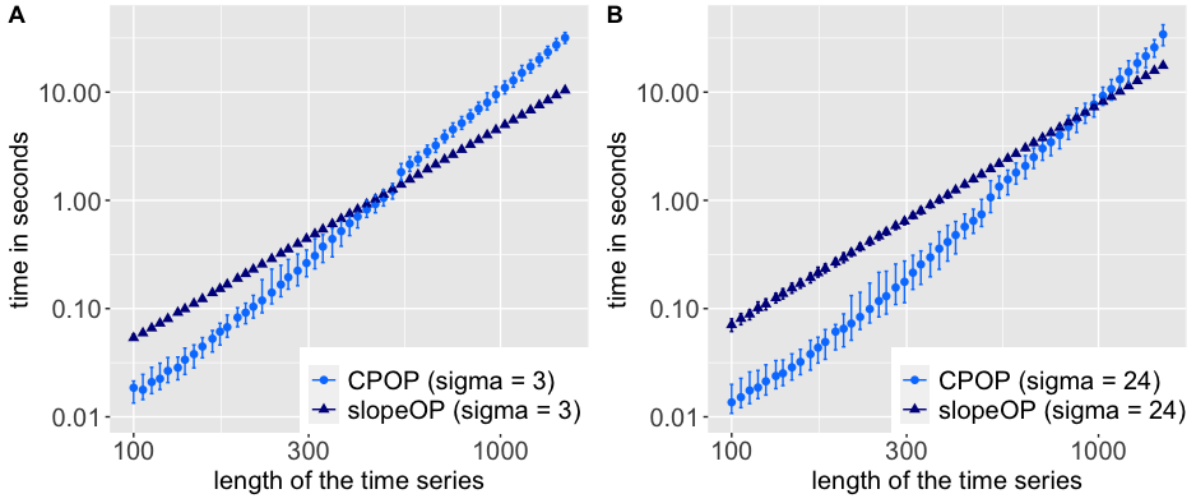 A
time in seconds
10.00
1.00
0.10
0.01
100
300
1000
length of the time series
CPOP (sigma = 3)
slopeOP (sigma = 3)
B
time in seconds
10.00
1.00
0.10
0.01
100
300
1000
length of the time series
CPOP (sigma = 24)
slopeOP (sigma = 24)